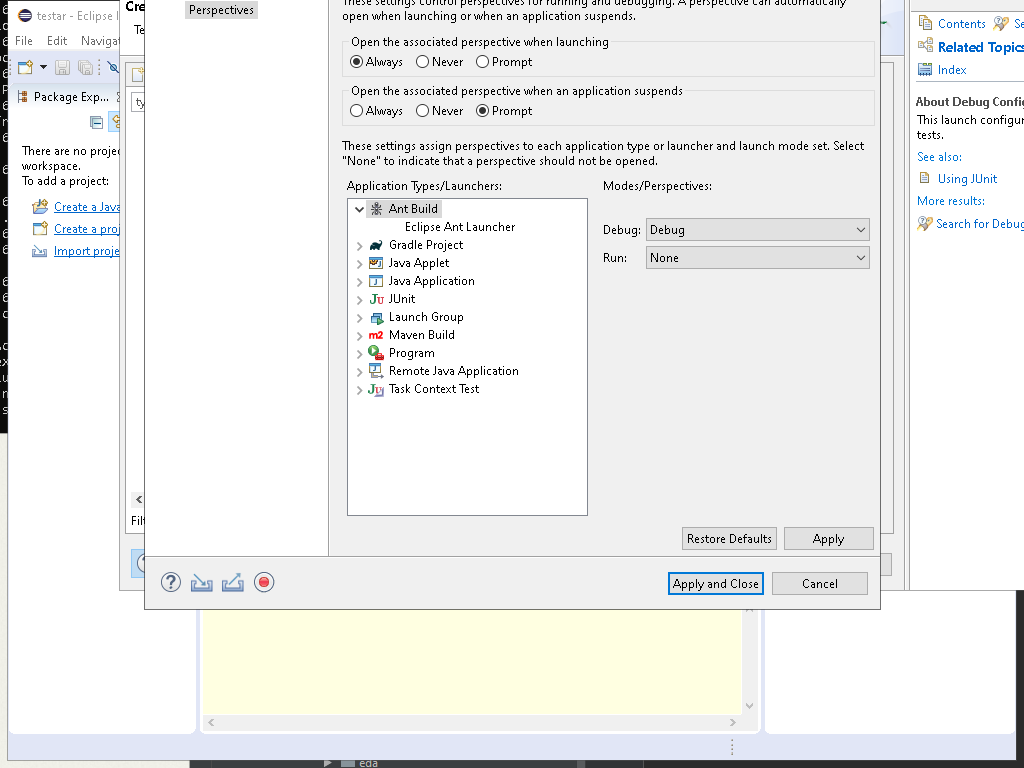 testar - Eclipse I
File Edit Navigat
Package Exp...
There are no proje
workspace.
To add a project:
Create a Java
Create a proj
Import proje
Cre
Te
ty
Filt
Perspectives
These settings control perspectives for running and debugging. A perspective can automatically
open when launching or when an application suspends.
Open the associated perspective when launching
Always Never Prompt
Open the associated perspective when an application suspends
Always Never Prompt
These settings assign perspectives to each application type or launcher and launch mode set. Select
"None" to indicate that a perspective should not be opened.
Application Types/Launchers:
Ant Build
Eclipse Ant Launcher
Gradle Project
Java Applet
Java Application
JUnit
Launch Group
Maven Build
Program
Remote Java Application
Task Context Test
Modes/Perspectives:
Debug: Debug
Run: None
Restore Defaults Apply
Apply and Close Cancel
Contents Se
Related Topics
Index
About Debug Config
This launch configur
tests.
See also:
Using JUnit
More results:
Search for Debug
eda